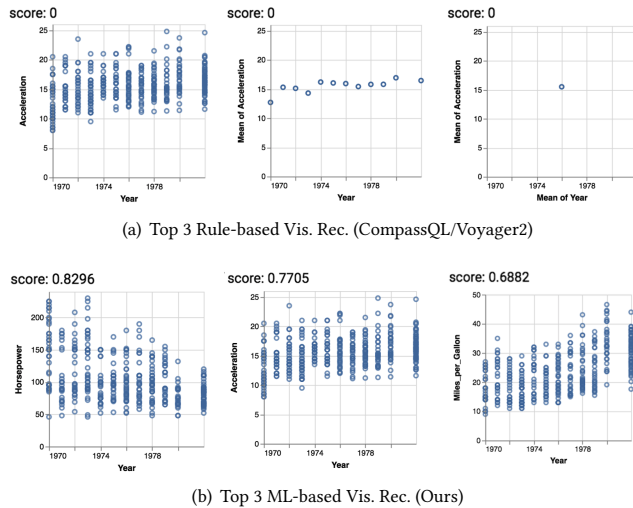 score: 0
25
20
15
10
5
0
Acceleration
1970 1974 1978
Year
score: 0
25
20
15
10
5
0
Mean of Acceleration
1970 1974 1978
Year
score: 0
25
20
15
10
5
0
Mean of Acceleration
1970 1974 1978
Mean of Year
(a) Top 3 Rule-based Vis. Rec. (CompassQL/Voyager2)
score: 0.8296
200
150
100
50
0
Horsepower
1970 1974 1978
Year
score: 0.7705
25
20
15
10
5
0
Acceleration
1970 1974 1978
Year
score: 0.6882
50
40
30
20
10
0
Miles_per_Gallon
1970 1974 1978
Year
(b) Top 3 ML-based Vis. Rec. (Ours)